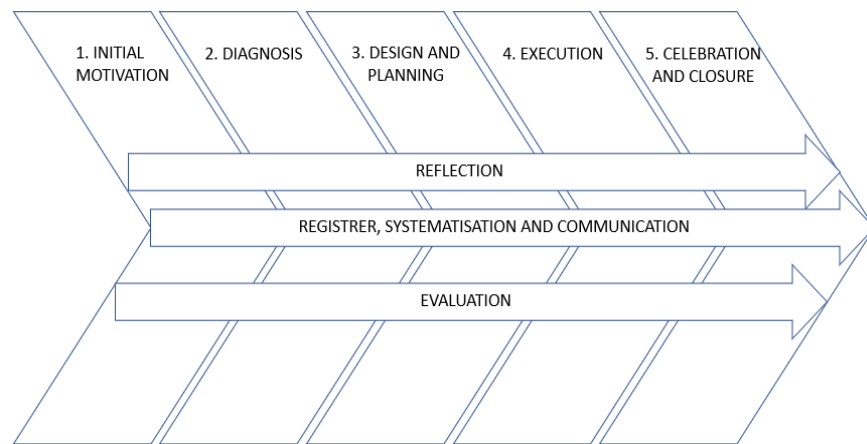 1. INITIAL
MOTIVATION
2. DIAGNOSIS
3. DESIGN AND
PLANNING
4. EXECUTION
5. CELEBRATION
AND CLOSURE
REFLECTION
REGISTRER, SYSTEMATISATION AND COMMUNICATION
EVALUATION